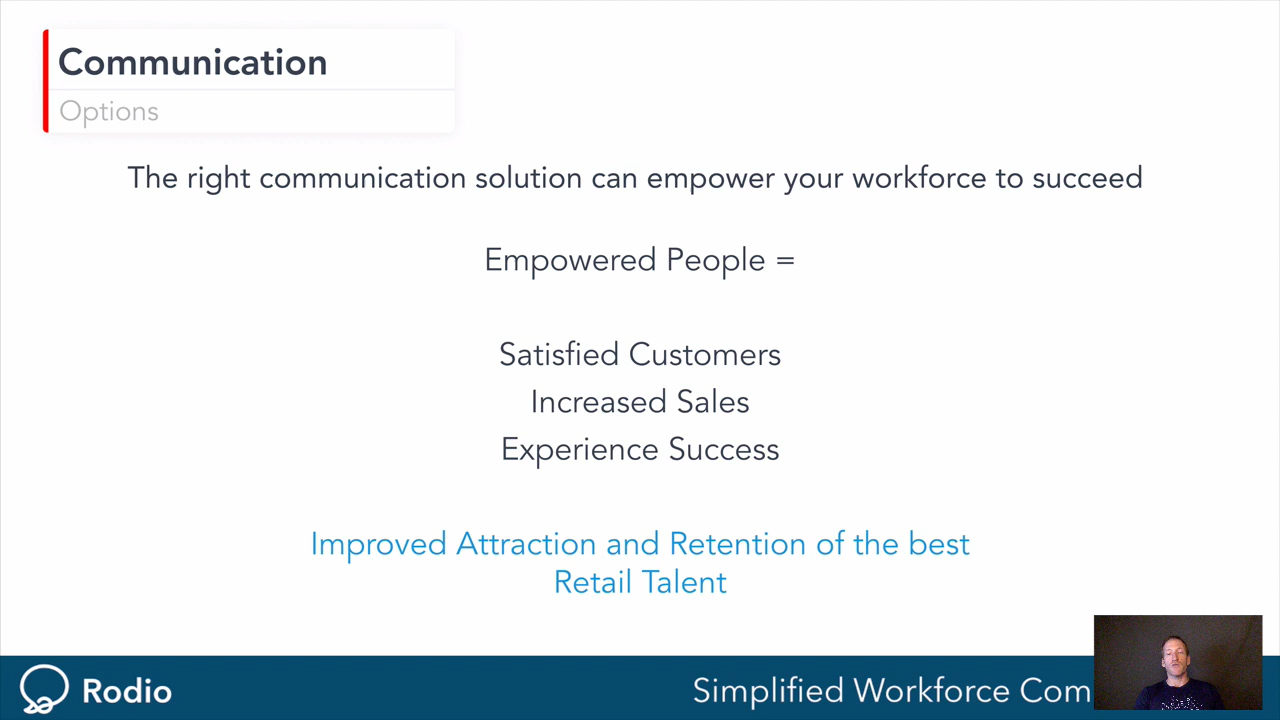 Communication
Options
The right communication solution can empower your workforce to succeed
Empowered People =
Satisfied Customers
Increased Sales
Experience Success
Improved Attraction and Retention of the best
Retail Talent
Rodio
Simplified Workforce Com